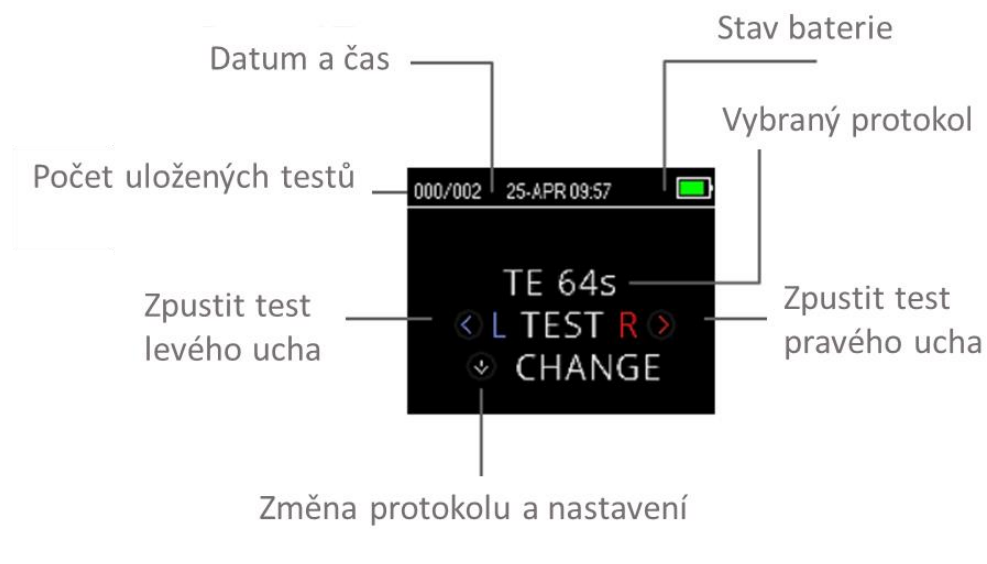 Stav baterie
Datum a čas
Vybraný protokol
Počet uložených testů
000/002 25-APR 09:57
TE 64s
Zpustit test
levého ucha
L TEST R
CHANGE
Zpustit test
pravého ucha
Změna protokolu a nastavení